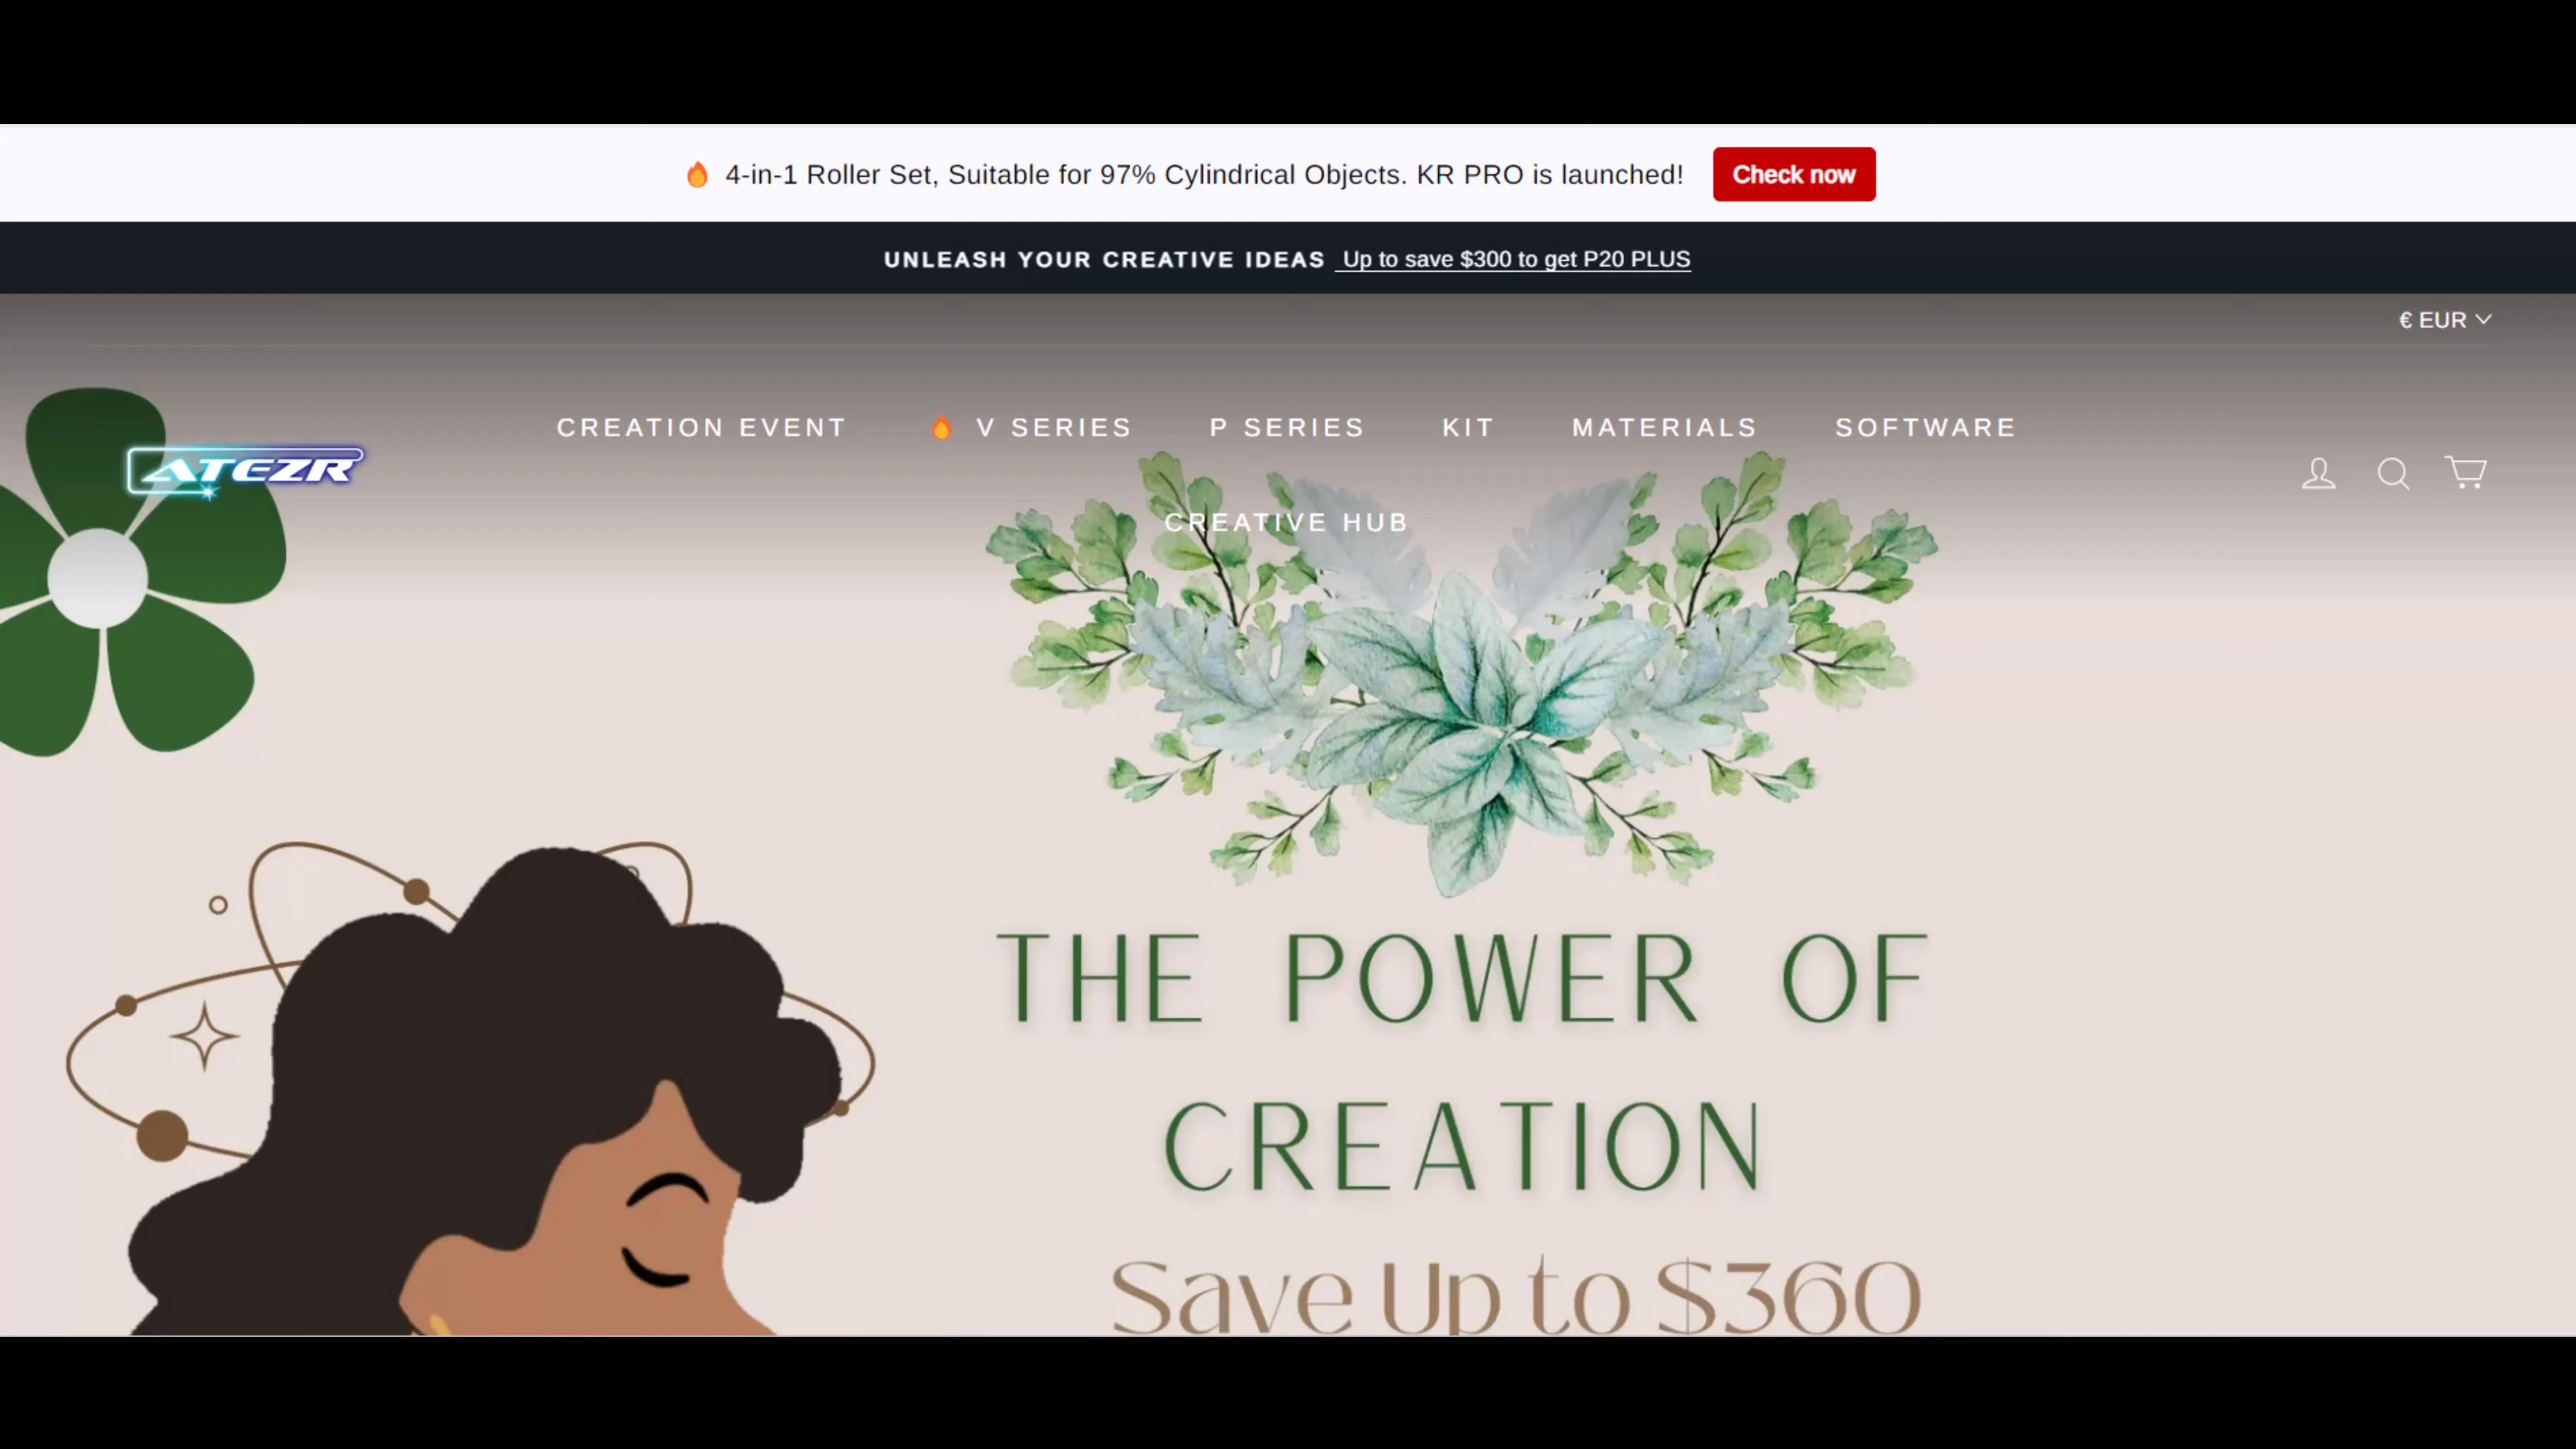 4-in-1 Roller Set, Suitable for 97% Cylindrical Objects. KR PRO is launched! Check now
UNLEASH YOUR CREATIVE IDEAS Up to save $300 to get P20 PLUS
€ EUR
CREATION EVENT V SERIES P SERIES KIT MATERIALS SOFTWARE
ATEZR
CREATIVE HUB
THE POWER OF
CREATION
Save Up to $360